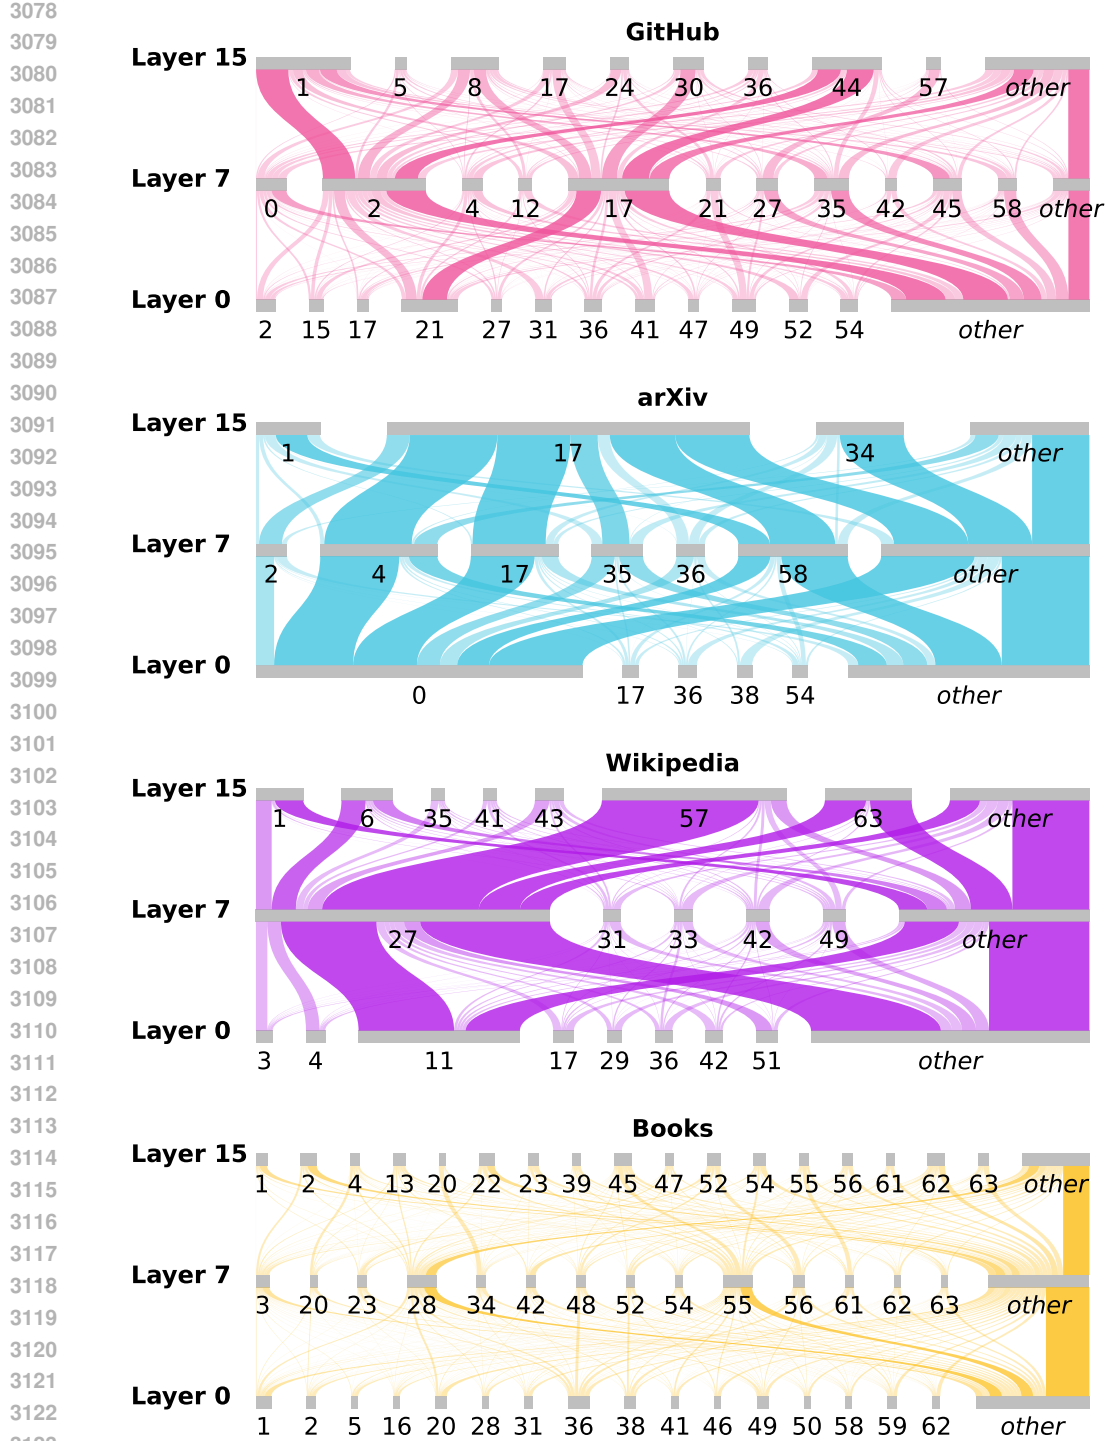 3078
GitHub
3079
Layer 15
3080
1 5 8 17 24 30 36 44 57 other
3081
3082
3083
Layer 7
3084
0 2 4 12 17 21 27 35 42 45 58 other
3085
3086
3087
Layer 0
3088
2 15 17 21 27 31 36 41 47 49 52 54 other
3089
3090
arXiv
3091
Layer 15
3092
1 17 34 other
3093
3094
3095
Layer 7
3096
2 4 17 35 36 58 other
3097
3098
3099
Layer 0
3100
0 17 36 38 54 other
3101
Wikipedia
3102
Layer 15
3103
1 6 35 41 43 57 63 other
3104
3105
3106
Layer 7
3107
27 31 33 42 49 other
3108
3109
3110
Layer 0
3111
3 4 11 17 29 36 42 51 other
3112
3113
Books
3114
Layer 15
3115
1 2 4 13 20 22 23 39 45 47 52 54 55 56 61 62 63 other
3116
3117
3118
Layer 7
3119
3 20 23 28 34 42 48 52 54 55 56 61 62 63 other
3120
3121
Layer 0
3122
1 2 5 16 20 28 31 36 38 41 46 49 50 58 59 62 other